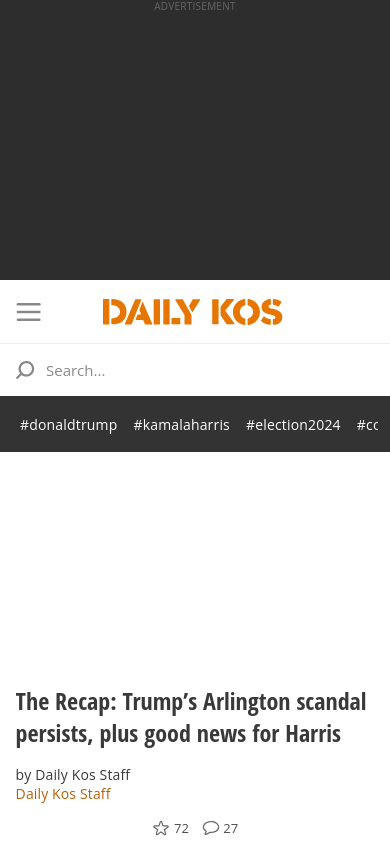 ADVERTISEMENT
DAILY KOS
Search...
#donaldtrump #kamalaharris #election2024
The Recap: Trump’s Arlington scandal
persists, plus good news for Harris
by Daily Kos Staff
Daily Kos Staff
72 27